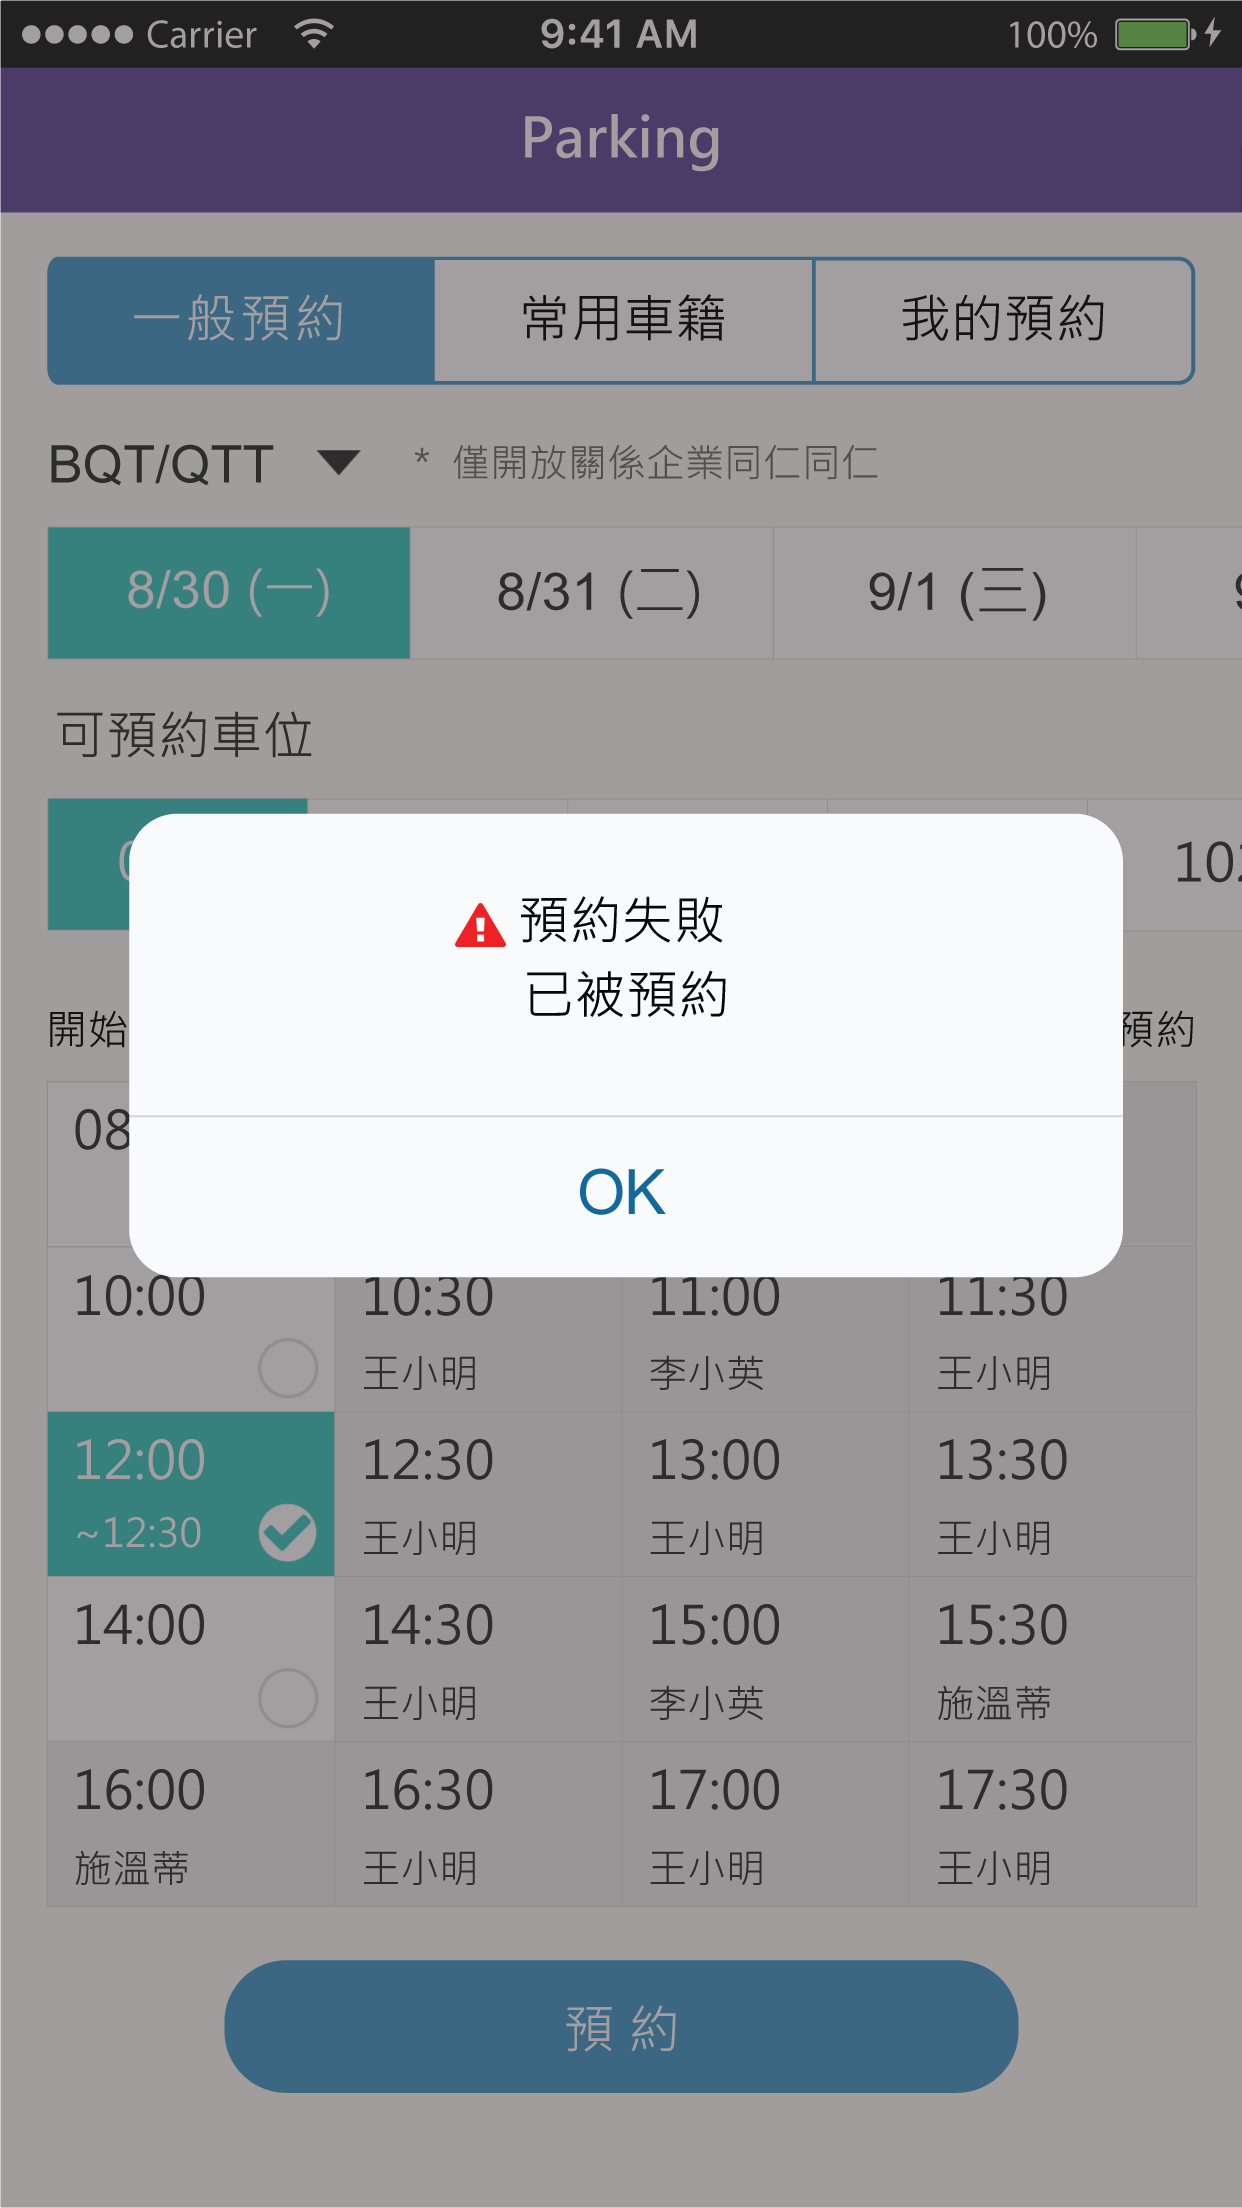 Carrier 9:41 AM 100%
Parking
一般預約 常用車籍 我的預約
BQT/QTT * 僅開放關係企業同仁同仁
8/30 (一) 8/31 (二) 9/1 (三)
可預約車位
預約失敗
已被預約
開始 預約
08
OK
10:00 10:30 11:00 11:30
王小明 李小英 王小明
12:00 12:30 13:00 13:30
~12:30 王小明 王小明 王小明
14:00 14:30 15:00 15:30
王小明 李小英 施溫蒂
16:00 16:30 17:00 17:30
施溫蒂 王小明 王小明 王小明
預 約